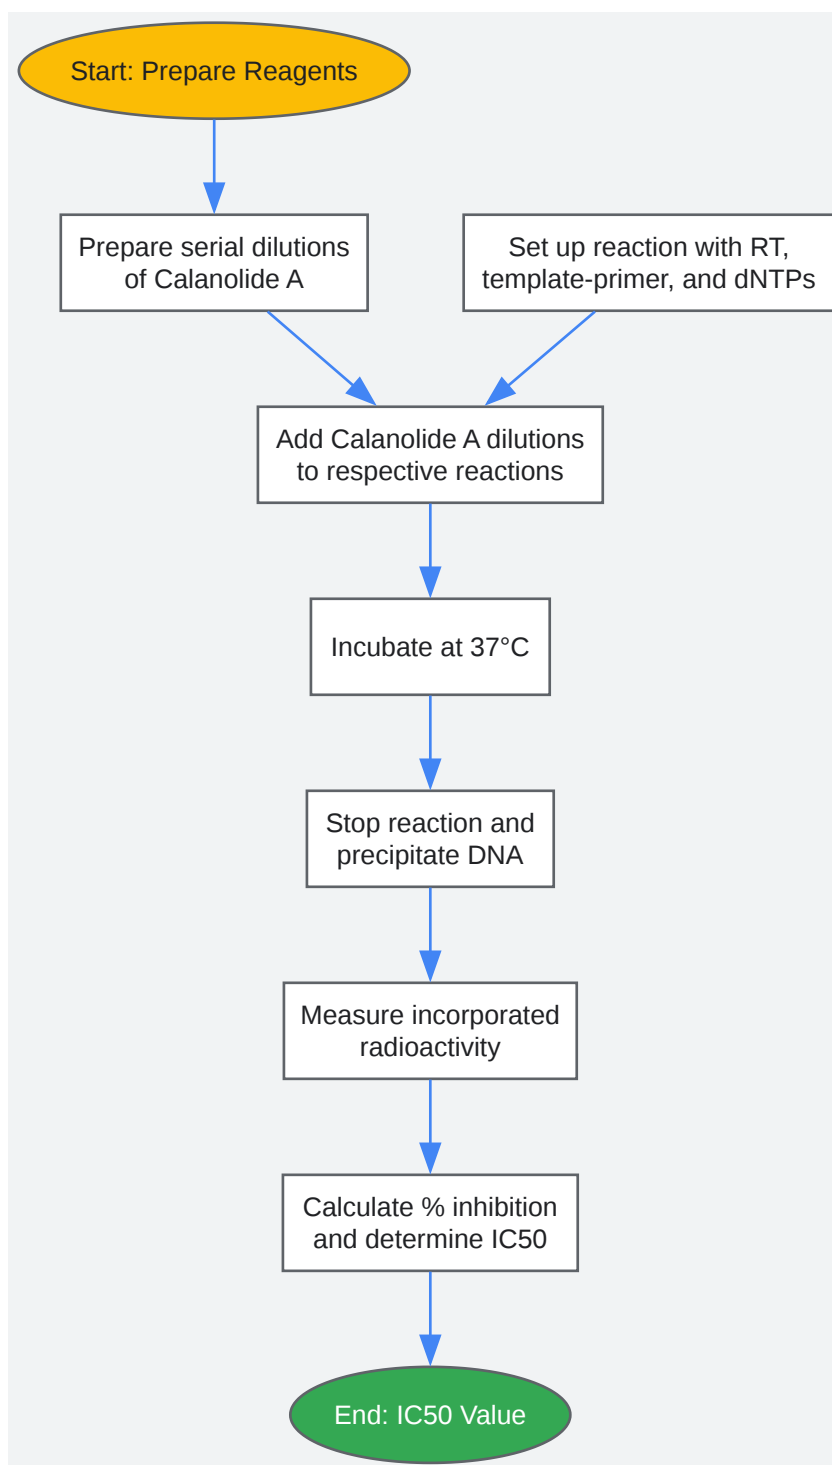 Start: Prepare Reagents
Prepare serial dilutions
of Calanolide A
Set up reaction with RT,
template-primer, and dNTPs
Add Calanolide A dilutions
to respective reactions
Incubate at 37°C
Stop reaction and
precipitate DNA
Measure incorporated
radioactivity
Calculate % inhibition
and determine IC50
End: IC50 Value